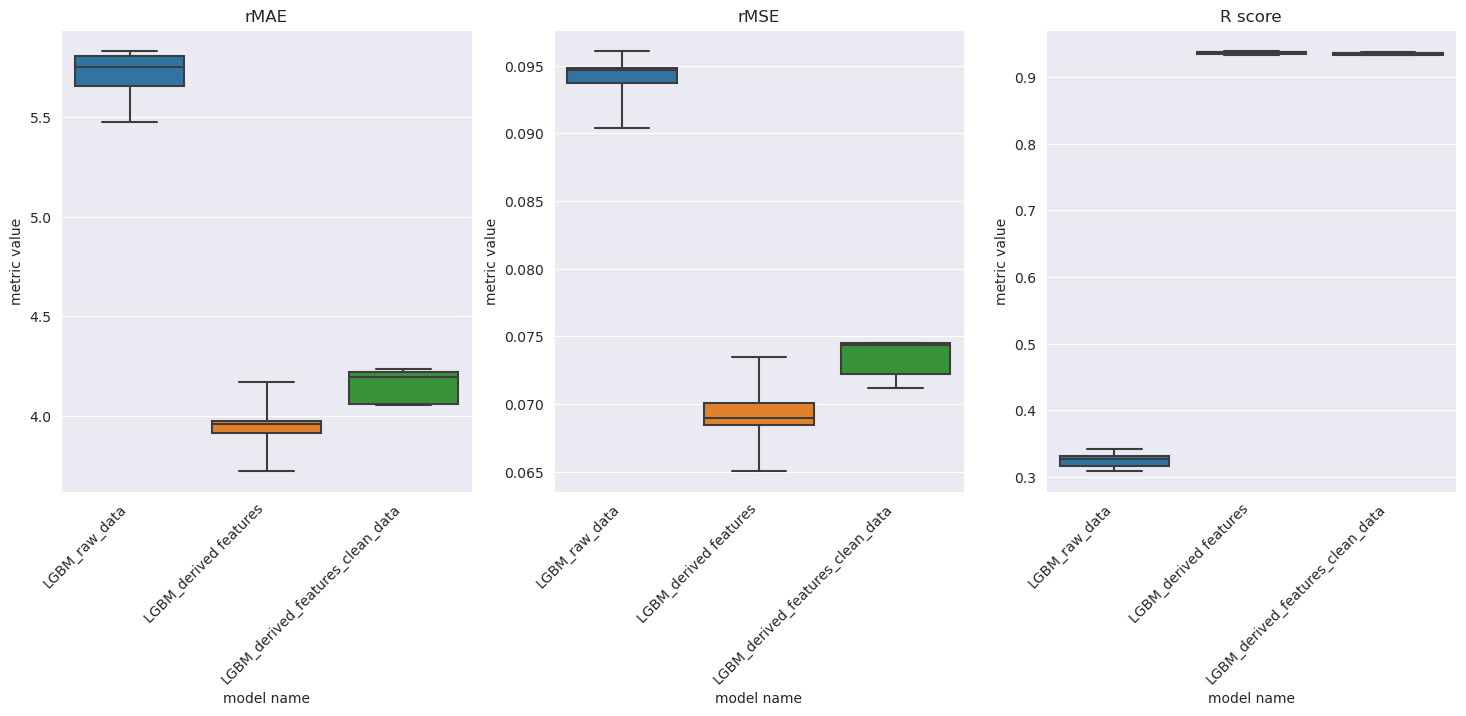 rMAE
5.5
5.0
4.5
4.0
metric value
LGBM_raw_data
LGBM_derived features
LGBM_derived_features_clean_data
model name
rMSE
0.095
0.090
0.085
0.080
0.075
0.070
0.065
metric value
LGBM_raw_data
LGBM_derived features
LGBM_derived_features_clean_data
model name
R score
0.9
0.8
0.7
0.6
0.5
0.4
0.3
metric value
LGBM_raw_data
LGBM_derived features
LGBM_derived_features_clean_data
model name